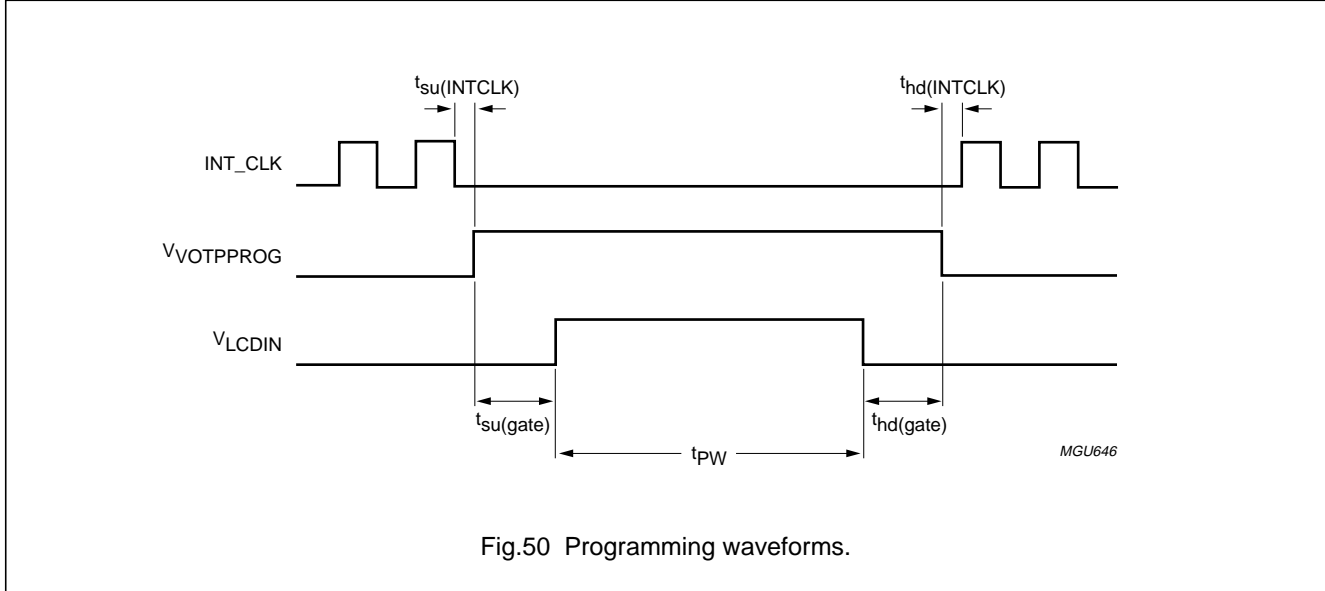 tsu(INTCLK)
thd(INTCLK)
INT_CLK
VVOTPPROG
VLCDIN
tsu(gate)
thd(gate)
tPW
MGU646
Fig.50 Programming waveforms.